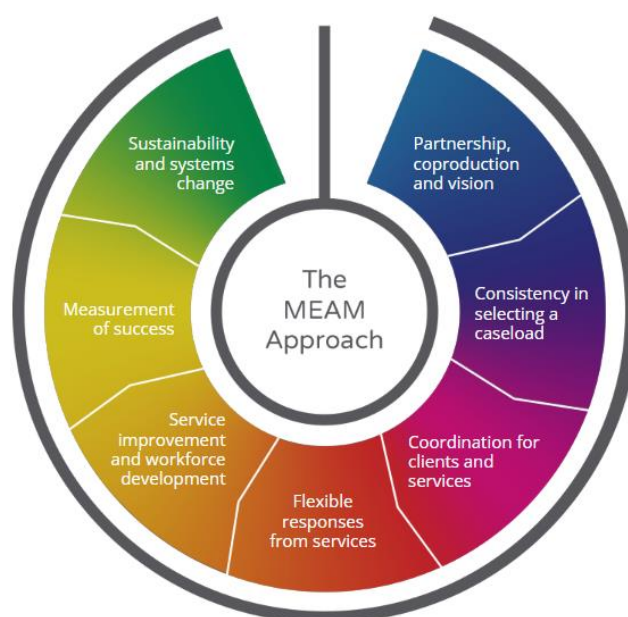 The
MEAM
Approach
Partnership,
coproduction
and vision
Consistency in
selecting a
caseload
Coordination for
clients and
services
Flexible
responses
from services
Service
improvement
and workforce
development
Measurement
of success
Sustainability
and systems
change